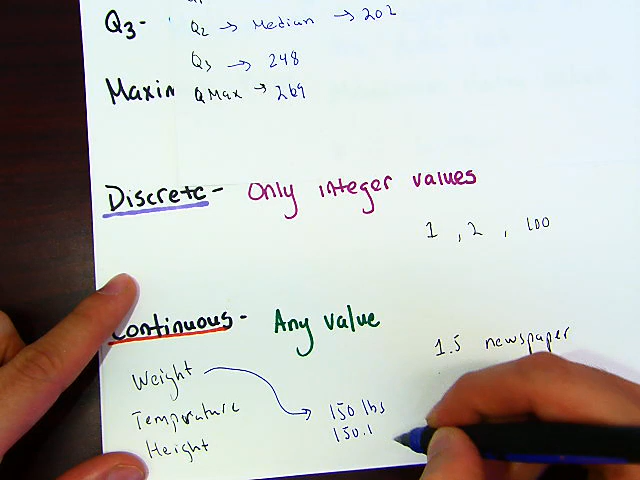 Q3-
Q2 → Median → 202
Q3 → 248
Maxim QMax → 269
Discrete - Only integer values
1 , 2 , 100
Continuous - Any value
1.5 newspaper
Weight
Temperature
Height
150 lbs
150.1